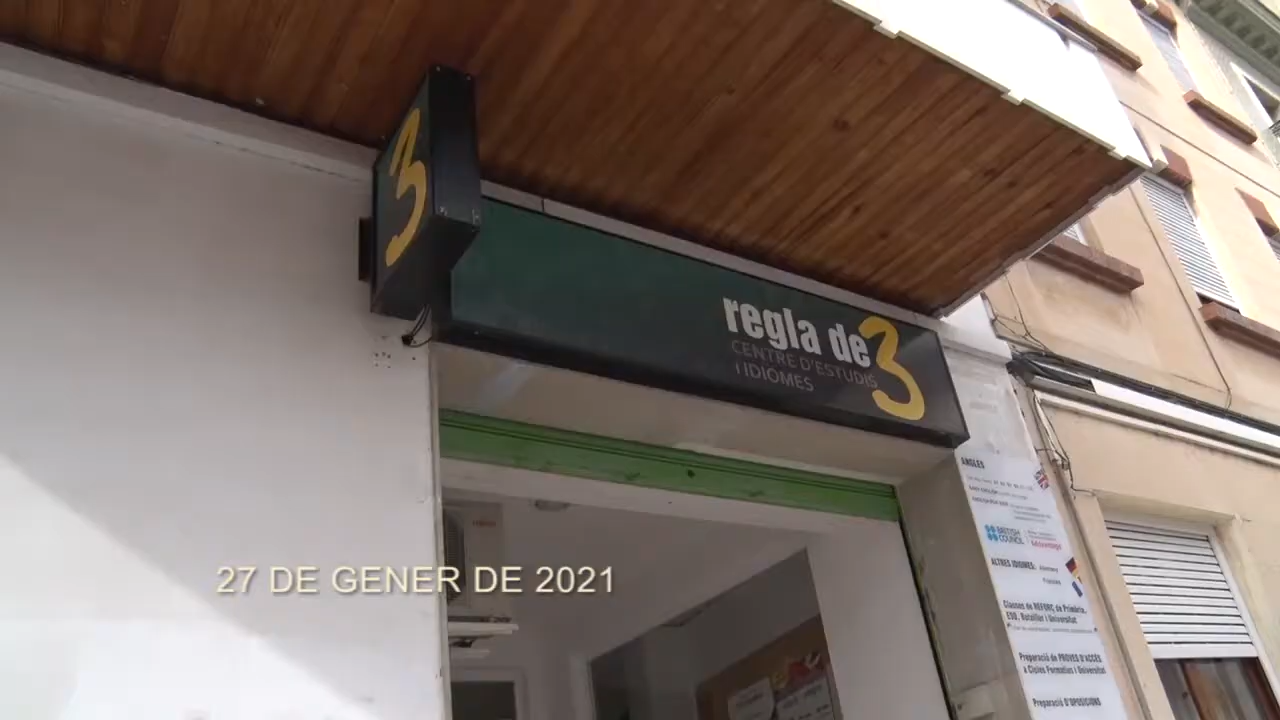 3
regla de 3
CENTRE D'ESTUDIS
i IDIOMES
27 DE GENER DE 2021
ANGLÈS
BRITISH
COUNCIL
ALTRES IDIOMES:
Classes de REFORÇ de Primària,
ESO, Batxiller i Universitat
Preparació de PROVES D'ACCÉS
a Cicles Formatius i Universitat
Preparació D'OPOSICIONS